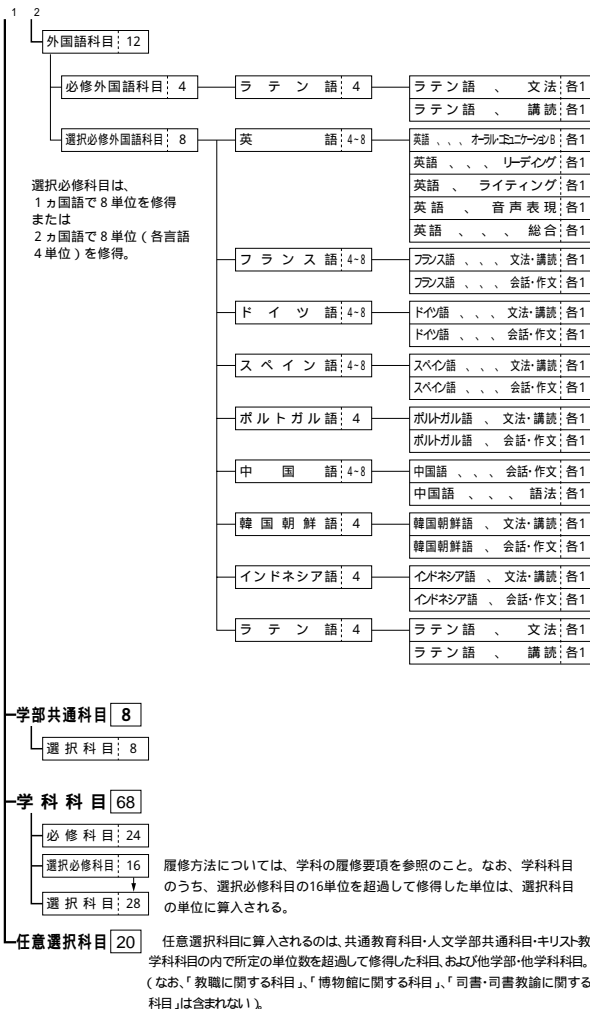 1 2
外国語科目 12
必修外国語科目 4 ラテン語 4 ラテン語 、 文法 各1
ラテン語 、 講読 各1
選択必修外国語科目 8 英語 4~8 英語 、、、 オーラル・コミュニケーションB 各1
英語 、、、 リーディング 各1
英語 、 ライティング 各1
英語 、 音声表現 各1
英語 、、、 総合 各1
選択必修科目は、
1ヵ国語で8単位を修得
または
2ヵ国語で8単位(各言語
4単位)を修得。
フランス語 4~8 フランス語 、、、 文法・講読 各1
フランス語 、、、 会話・作文 各1
ドイツ語 4~8 ドイツ語 、、、 文法・講読 各1
ドイツ語 、、、 会話・作文 各1
スペイン語 4~8 スペイン語 、、、 文法・講読 各1
スペイン語 、、、 会話・作文 各1
ポルトガル語 4 ポルトガル語 、 文法・講読 各1
ポルトガル語 、 会話・作文 各1
中国語 4~8 中国語 、、、 会話・作文 各1
中国語 、、、 語法 各1
韓国朝鮮語 4 韓国朝鮮語 、 文法・講読 各1
韓国朝鮮語 、 会話・作文 各1
インドネシア語 4 インドネシア語 、 文法・講読 各1
インドネシア語 、 会話・作文 各1
ラテン語 4 ラテン語 、 文法 各1
ラテン語 、 講読 各1
学部共通科目 8
選択科目 8
学科科目 68
必修科目 24
選択必修科目 16 履修方法については、学科の履修要項を参照のこと。なお、学科科目
のうち、選択必修科目の16単位を超過して修得した単位は、選択科目
選択科目 28 の単位に算入される。
任意選択科目 20 任意選択科目に算入されるのは、共通教育科目・人文学部共通科目・キリスト教
学科科目の内で所定の単位数を超過して修得した科目、および他学部・他学科科目。
(なお、「教職に関する科目」、「博物館に関する科目」、「司書・司書教諭に関する
科目」は含まれない)。